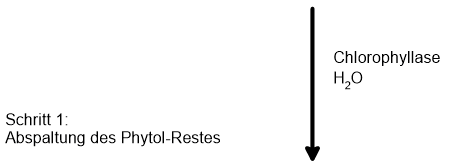 Chlorophyllase
H₂O
Schritt 1:
Abspaltung des Phytol-Restes